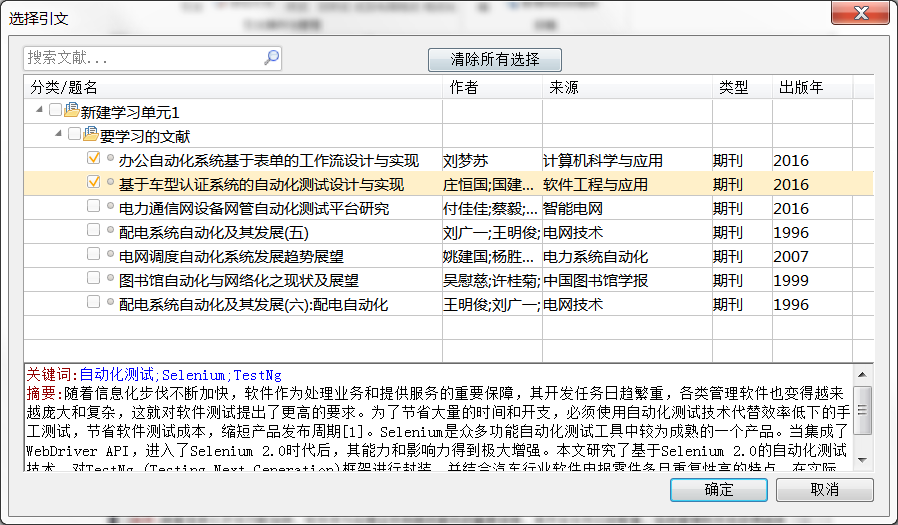 选择引文
搜索文献...
清除所有选择
分类/题名 作者 来源 类型 出版年
新建学习单元1
要学习的文献
办公自动化系统基于表单的工作流设计与实现 刘梦苏 计算机科学与应用 期刊 2016
基于车型认证系统的自动化测试设计与实现 庄恒国;国建... 软件工程与应用 期刊 2016
电力通信网设备网管自动化测试平台研究 付佳佳;蔡毅;... 智能电网 期刊 2016
配电系统自动化及其发展(五) 刘广一;王明俊; 电网技术 期刊 1996
电网调度自动化系统发展趋势展望 姚建国;杨胜... 电力系统自动化 期刊 2007
图书馆自动化与网络化之现状及展望 吴慰慈;许桂菊; 中国图书馆学报 期刊 1999
配电系统自动化及其发展(六):配电自动化 王明俊;刘广一; 电网技术 期刊 1996
关键词:自动化测试;Selenium;TestNg
摘要:随着信息化步伐不断加快，软件作为处理业务和提供服务的重要保障，其开发任务日趋繁重，各类管理软件也变得越来
越庞大和复杂，这就对软件测试提出了更高的要求。为了节省大量的时间和开支，必须使用自动化测试技术代替效率低下的手
工测试，节省软件测试成本，缩短产品发布周期[1]。Selenium是众多功能自动化测试工具中较为成熟的一个产品。当集成了
WebDriver API，进入了Selenium 2.0时代后，其能力和影响力得到极大增强。本文研究了基于Selenium 2.0的自动化测试
技术，对TestNg (Testing Next Generation)框架进行封装，并结合汽车行业软件申报零件条目重复性高的特点，在实际
确定 取消